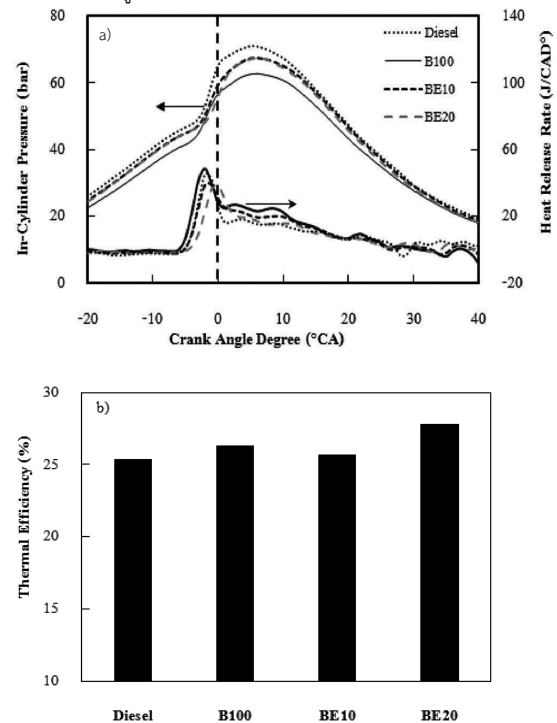 a)
Diesel
B100
BE10
BE20
In-Cylinder Pressure (bar)
Heat Release Rate (J/CAD°)
80
60
40
20
0
140
100
60
20
-20
-20 -10 0 10 20 30 40
Crank Angle Degree (°CA)
b)
Thermal Efficiency (%)
30
25
20
15
10
Diesel B100 BE10 BE20